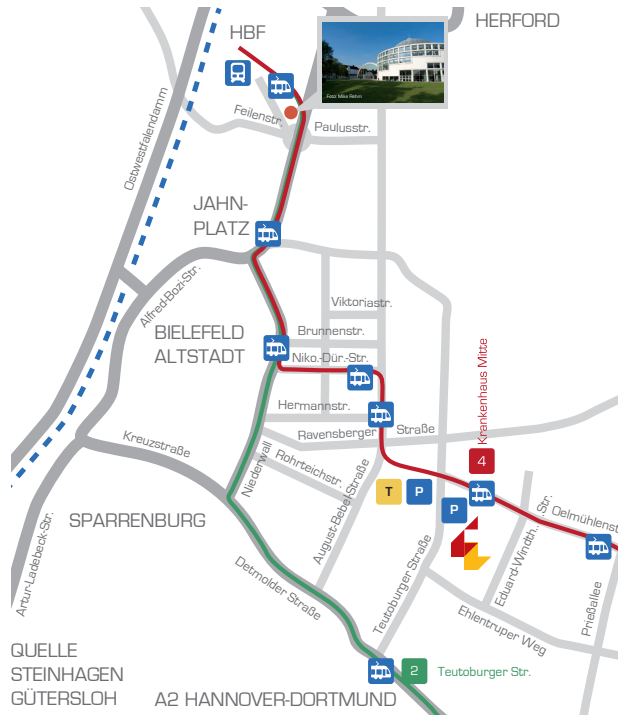 HERFORD
HBF
Foto: Mike Rehm
Ostwestfalendamm
Feilenstr.
Paulusstr.
JAHN-
PLATZ
Alfred-Bozi-Str.
Viktoriastr.
BIELEFELD
ALTSTADT
Brunnenstr.
Niko.-Dür.-Str.
Krankenhaus Mitte
Hermannstr.
Ravensberger Straße
Kreuzstraße
Niederwall
Rohrteichstr.
4
T
P
P
August-Bebel-Straße
SPARRENBURG
Eduard-Windth.-Str.
Oelmühlenst
Artur-Ladebeck-Str.
Detmolder Straße
Teutoburger Straße
Ehlentruper Weg
Prießallee
QUELLE
STEINHAGEN
GÜTERSLOH
2
Teutoburger Str.
A2 HANNOVER-DORTMUND